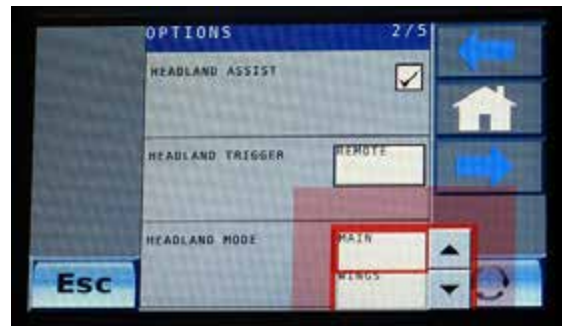 OPTIONS 2/5
HEADLAND ASSIST
HEADLAND TRIGGER REMOTE
HEADLAND MODE MAIN
WINGS
Esc